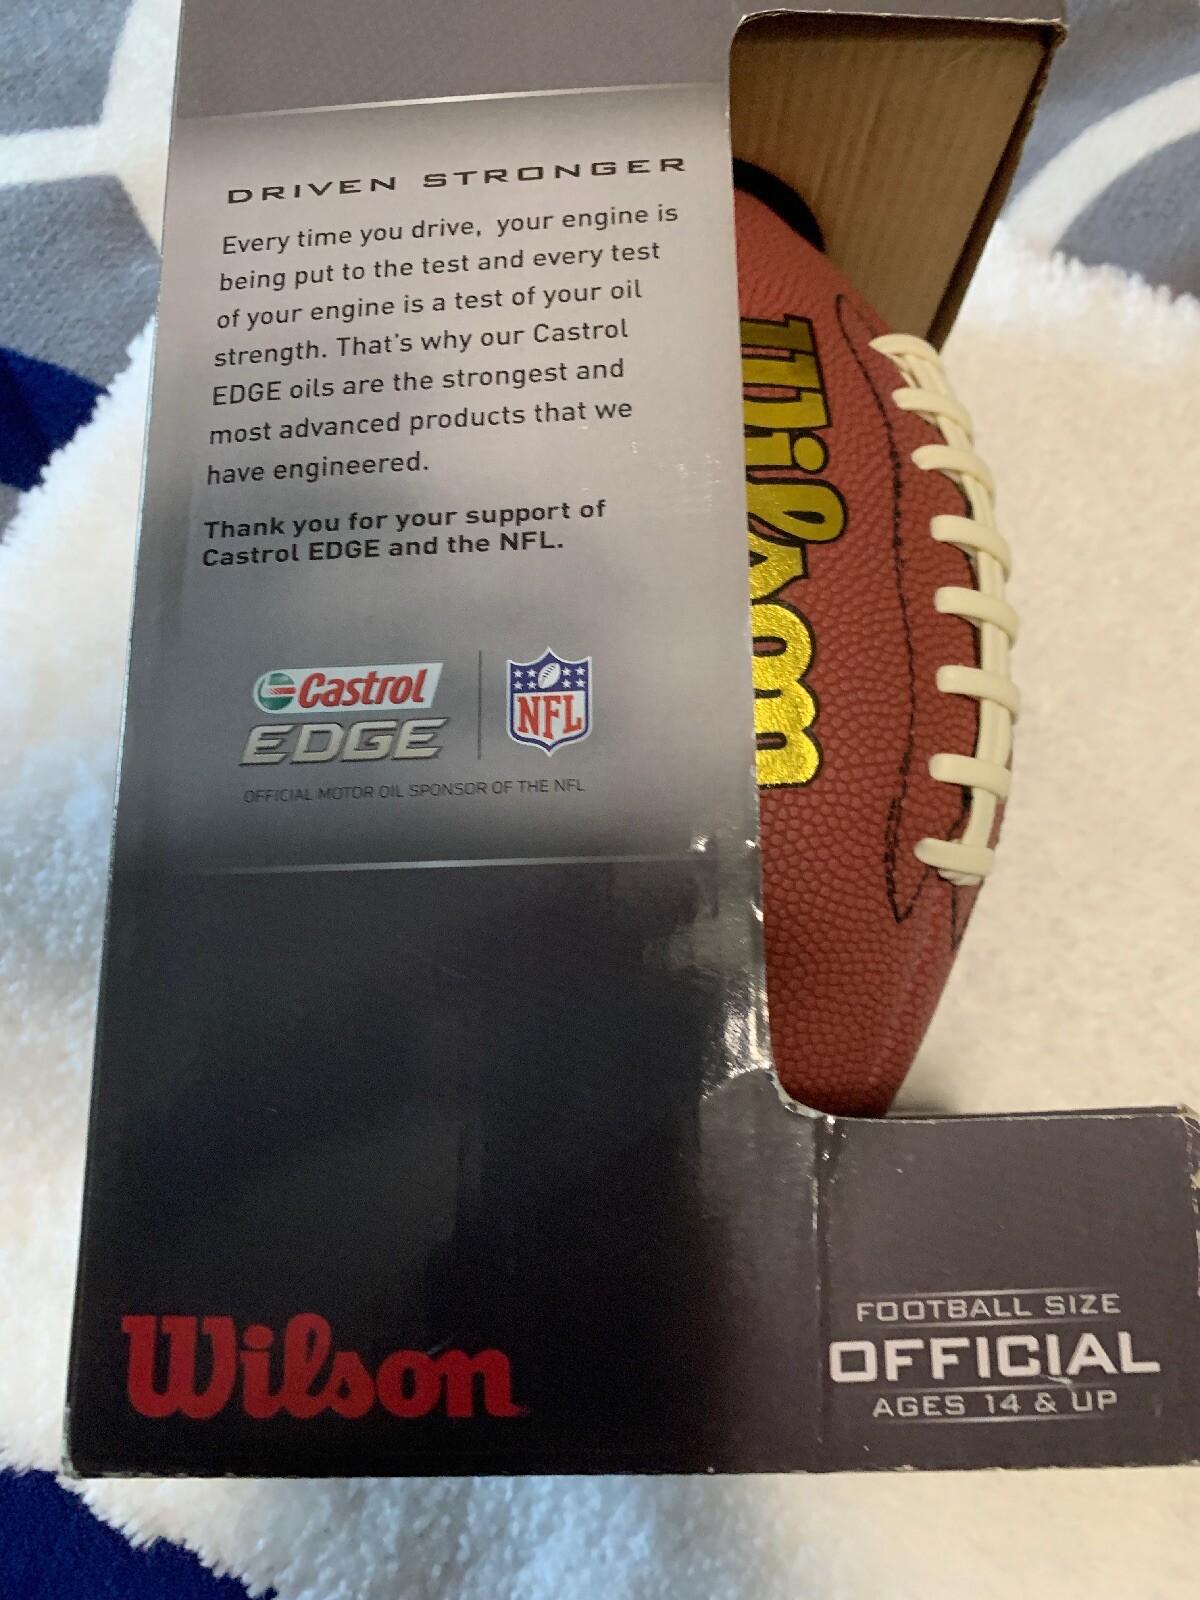 DRIVEN STRONGER
Every time you drive, your engine is
being put to the test and every test
of your engine is a test of your oil
strength. That's why our Castrol
EDGE oils are the strongest and
most advanced products that we
have engineered.
Thank you for your support of
Castrol EDGE and the NFL.
Castrol
EDGE
NFL
OFFICIAL MOTOR OIL SPONSOR OF THE NFL
Wilson
Wilson
FOOTBALL SIZE
OFFICIAL
AGES 14 & UP